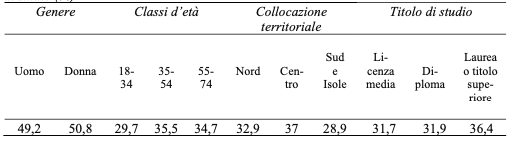 Genere Classi d'età Collocazione territoriale Titolo di studio
Uomo Donna 18-34 35-54 55-74 Nord Cen-tro Sud e Isole Li-cenza media Di-ploma Laurea o titolo supe-riore
49,2 50,8 29,7 35,5 34,7 32,9 37 28,9 31,7 31,9 36,4